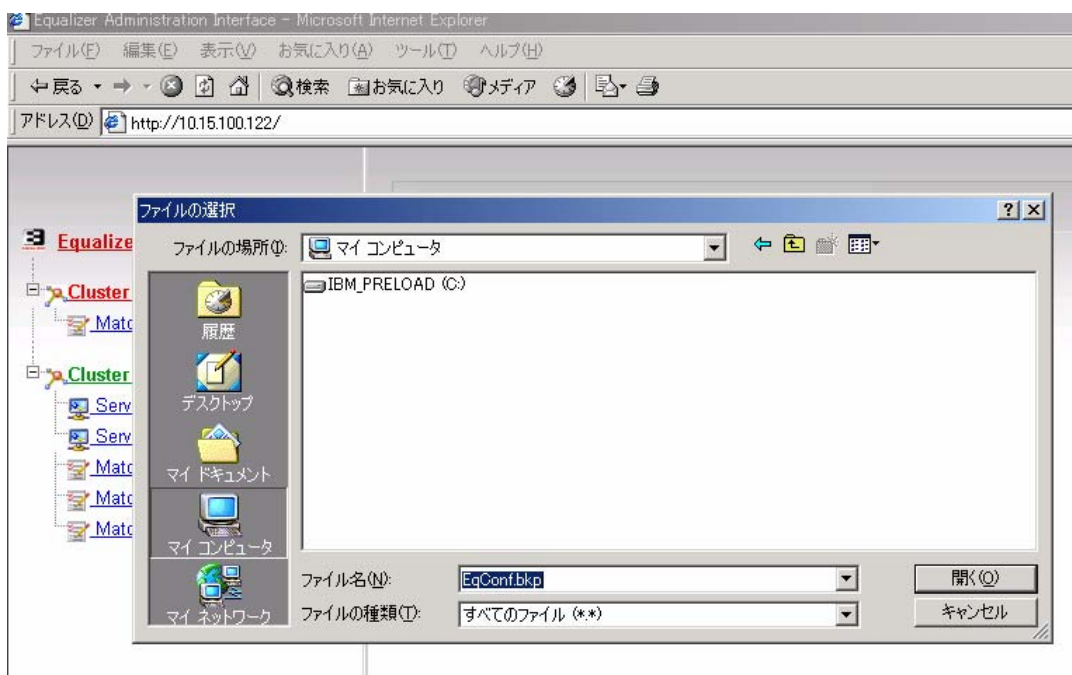 Equalizer Administration Interface - Microsoft Internet Explorer
ファイル(F) 編集(E) 表示(V) お気に入り(A) ツール(T) ヘルプ(H)
戻る 検索 お気に入り メディア
アドレス(D) http://10.15.100.122/
ファイルの選択
Equalize
ファイルの場所(I): マイ コンピュータ
Cluster
IBM_PRELOAD (C:)
Matc
履歴
Cluster
デスクトップ
Serv
Serv
マイ ドキュメント
Matc
Matc
Matc
マイ コンピュータ
ファイル名(N): EqConf.bkp 開く(O)
マイ ネットワーク ファイルの種類(T): すべてのファイル (*.*) キャンセル